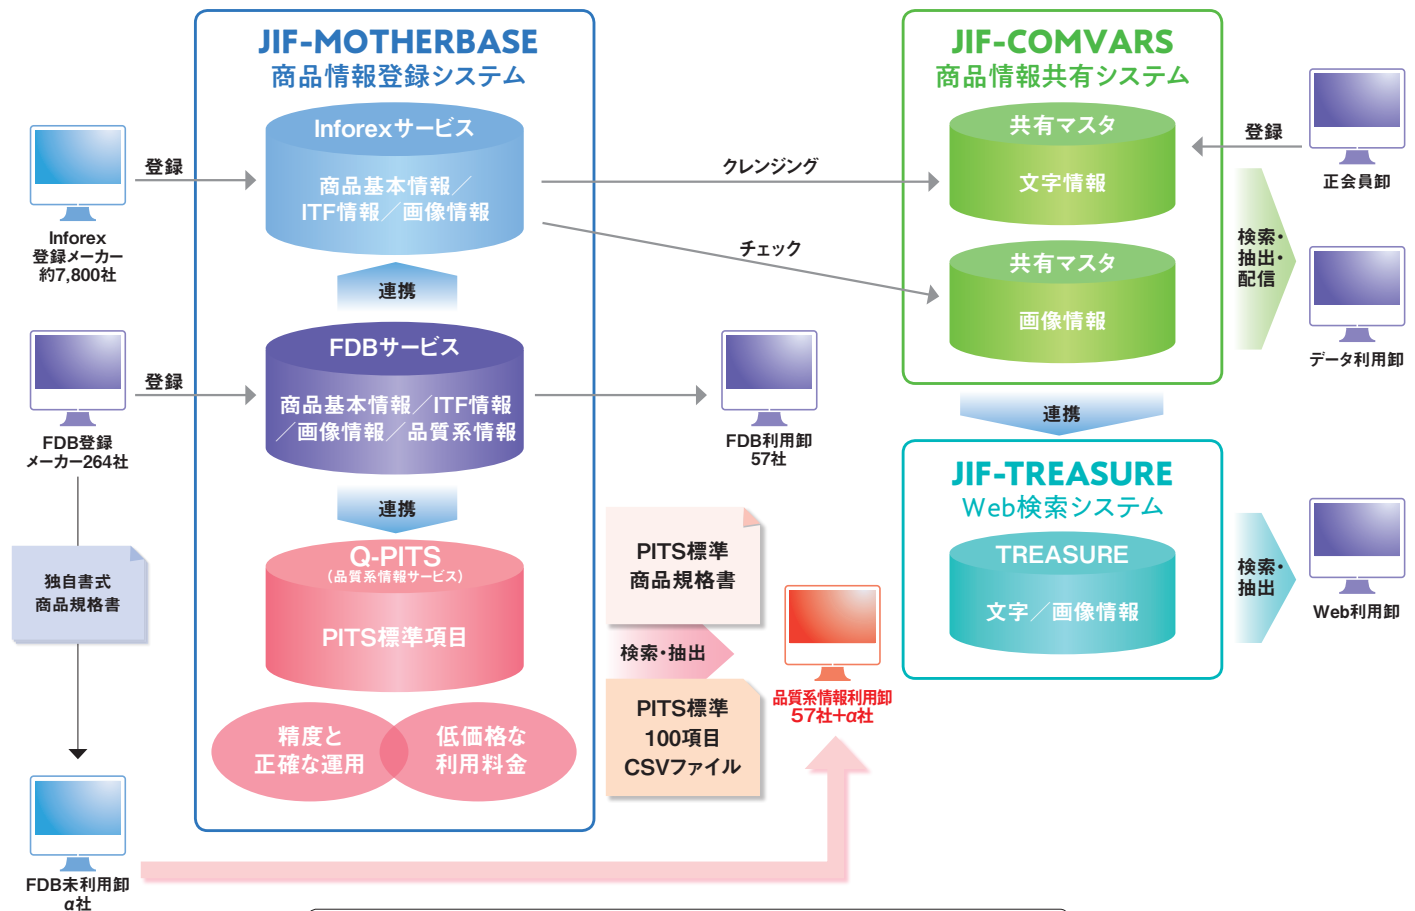 JIF-MOTHERBASE
商品情報登録システム
Inforexサービス
商品基本情報／
ITF情報／画像情報
登録
Inforex
登録メーカー
約7,800社
連携
FDBサービス
商品基本情報／ITF情報
／画像情報／品質系情報
登録
FDB登録
メーカー264社
連携
Q-PITS
（品質系情報サービス）
PITS標準項目
精度と
正確な運用
低価格な
利用料金
独自書式
商品規格書
FDB未利用卸
α社
クレンジング
チェック
FDB利用卸
57社
PITS標準
商品規格書
検索・抽出
PITS標準
100項目
CSVファイル
品質系情報利用卸
57社+α社
JIF-COMVARS
商品情報共有システム
共有マスタ
文字情報
共有マスタ
画像情報
登録
正会員卸
検索・
抽出・
配信
データ利用卸
連携
JIF-TREASURE
Web検索システム
TREASURE
文字／画像情報
検索・
抽出
Web利用卸